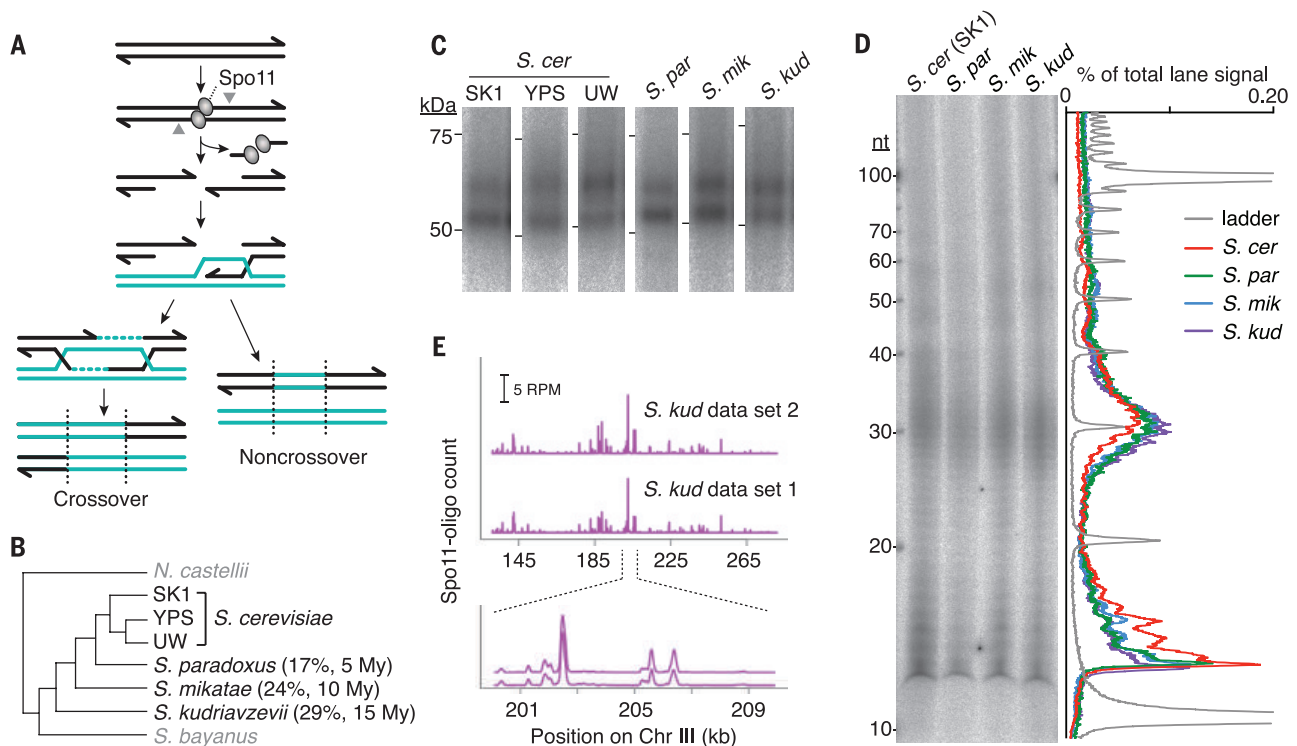 A
Spo11
Crossover
Noncrossover
B
N. castellii
SK1
YPS
UW
S. cerevisiae
S. paradoxus (17%, 5 My)
S. mikatae (24%, 10 My)
S. kudriavzevii (29%, 15 My)
S. bayanus
C
S. cer
SK1 YPS UW S. par S. mik S. kud
kDa
75
50
E
5 RPM
S. kud data set 2
S. kud data set 1
Spo11-oligo count
145 185 225 265
201 205 209
Position on Chr III (kb)
D
S. cer (SK1)
S. par
S. mik
S. kud
% of total lane signal
0 0.20
nt
100
70
60
50
40
30
20
10
ladder
S. cer
S. par
S. mik
S. kud